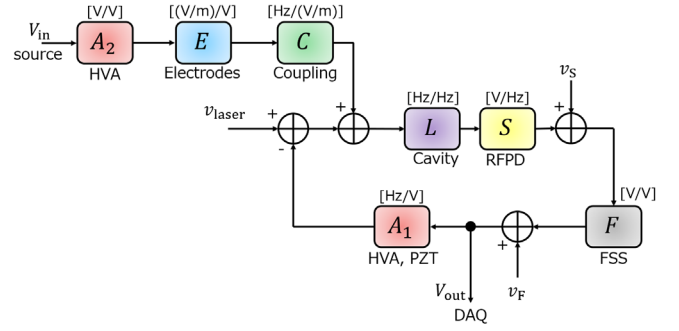 [V/V] [(V/m)/V] [Hz/(V/m)]
V_in
source
A_2 E C
HVA Electrodes Coupling
v_S
[Hz/Hz] [V/Hz]
v_laser + + +
L S
-
Cavity RFPD
[V/V]
[Hz/V]
A_1 F
+
HVA, PZT FSS
V_out v_F
DAQ